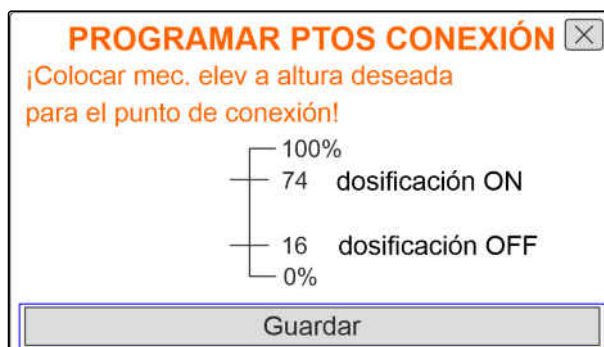 PROGRAMAR PTOS CONEXIÓN
¡Colocar mec. elev a altura deseada
para el punto de conexión!
100%
74 dosificación ON
16 dosificación OFF
0%
Guardar